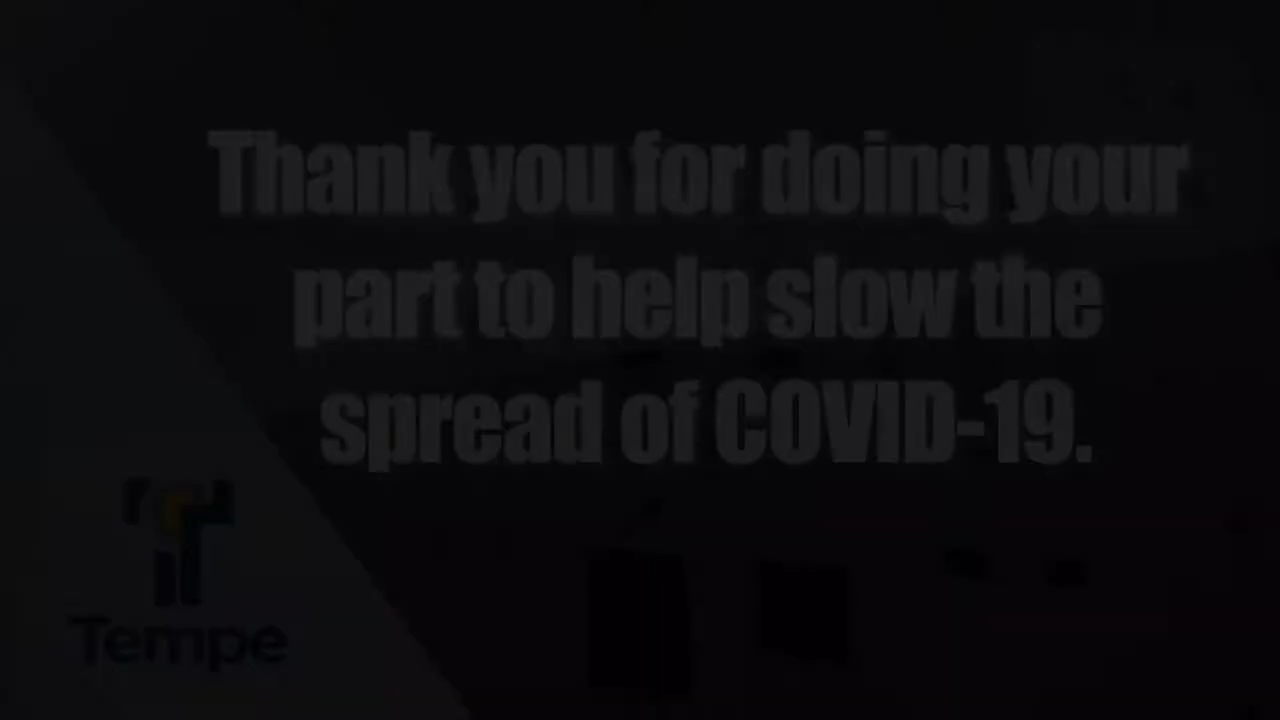 Thank you for doing your
part to help slow the
spread of COVID-19.
Tempe